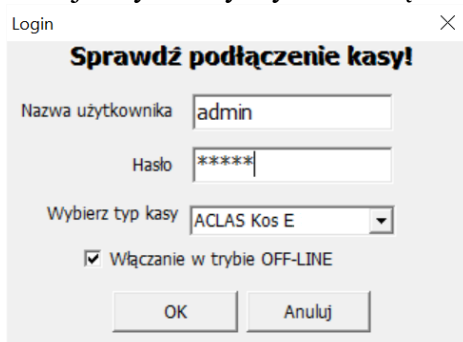 Login
Sprawdź podłączenie kasy!
Nazwa użytkownika admin
Hasło *****
Wybierz typ kasy ACLAS Kos E
Włączanie w trybie OFF-LINE
OK Anuluj